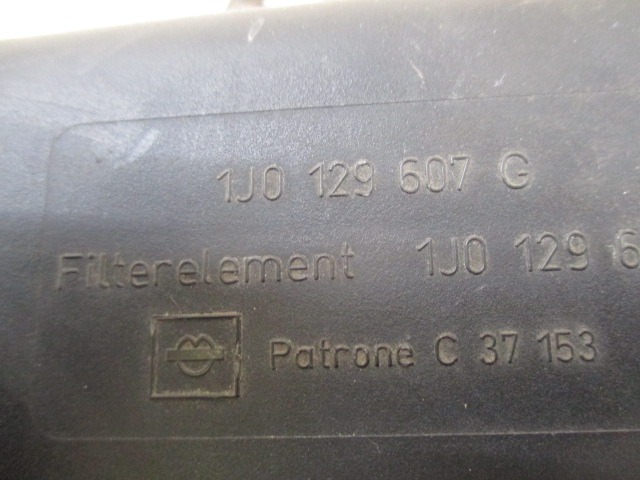 1J0 129 607 G
Filterelement 1J0 129
Patrone C 37 153